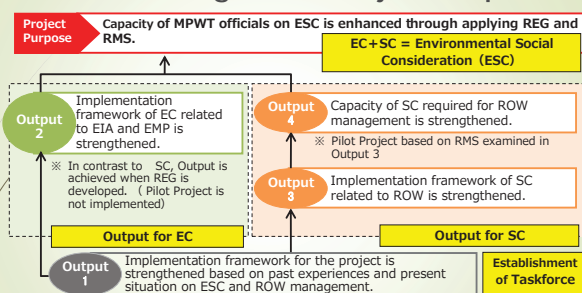 Project
Purpose
Capacity of MPWT officials on ESC is enhanced through applying REG and
RMS.
EC+SC = Environmental Social
Consideration (ESC)
Output
2
Implementation
framework of EC related
to EIA and EMP is
strengthened.
※ In contrast to SC, Output is
achieved when REG is
developed. ( Pilot Project is
not implemented)
Output for EC
Output
4
Capacity of SC required for ROW
management is strengthened.
※ Pilot Project based on RMS examined in
Output 3
Output
3
Implementation framework of SC
related to ROW is strengthened.
Output for SC
Output
1
Implementation framework for the project is
strengthened based on past experiences and present
situation on ESC and ROW management.
Establishment
of Taskforce